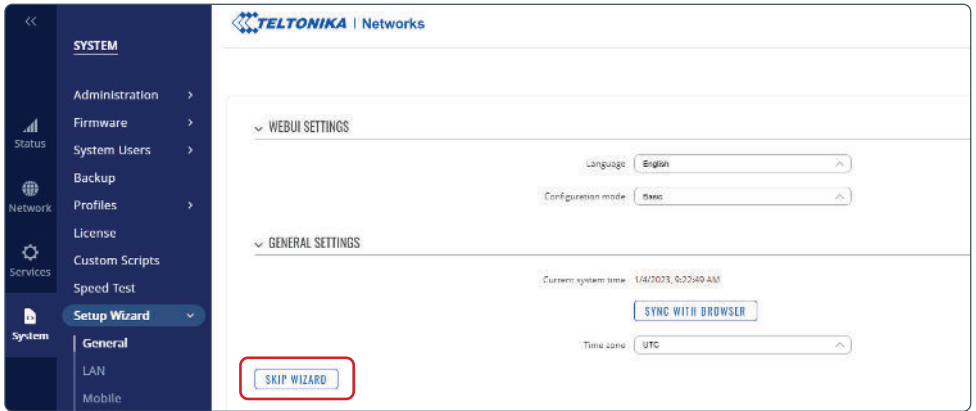 <<
TELTONIKA | Networks
SYSTEM
Administration >
Firmware >
Status
System Users >
Backup
Network
Profiles >
License
Custom Scripts
Services
Speed Test
Setup Wizard
System
General
LAN
Mobile
WEBUI SETTINGS
Language English
Configuration mode Basic
GENERAL SETTINGS
Current system time 1/4/2023, 9:22:49 AM
SYNC WITH BROWSER
Time zone UTC
SKIP WIZARD